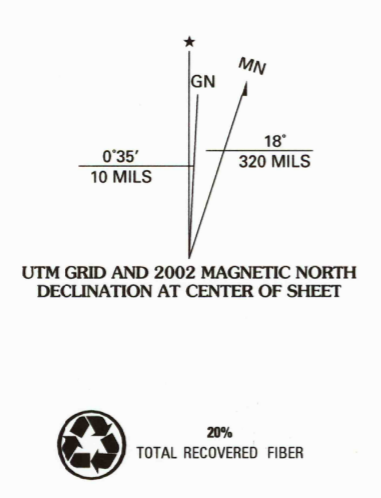 ★
GN
MN
0°35′
10 MILS
18°
320 MILS
UTM GRID AND 2002 MAGNETIC NORTH
DECLINATION AT CENTER OF SHEET
20%
TOTAL RECOVERED FIBER